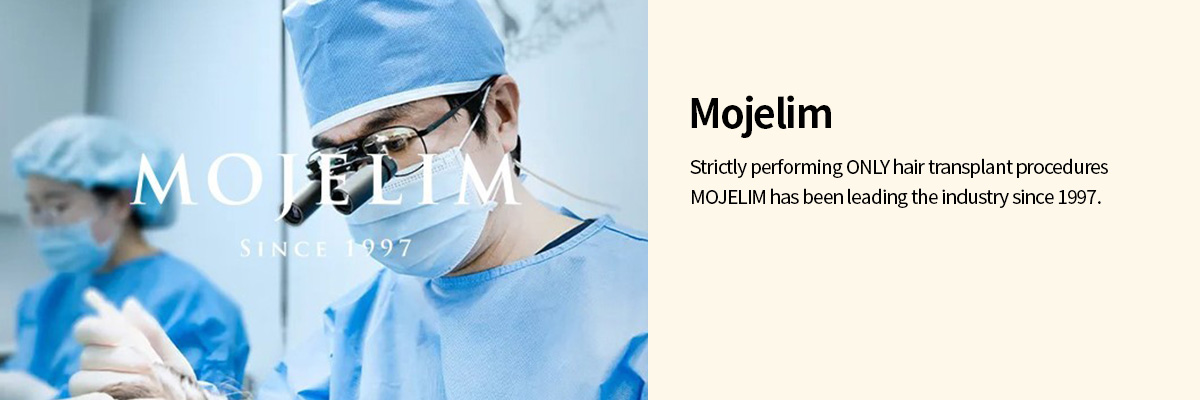 MOJELIM
SINCE 1997
Mojelim
Strictly performing ONLY hair transplant procedures
MOJELIM has been leading the industry since 1997.